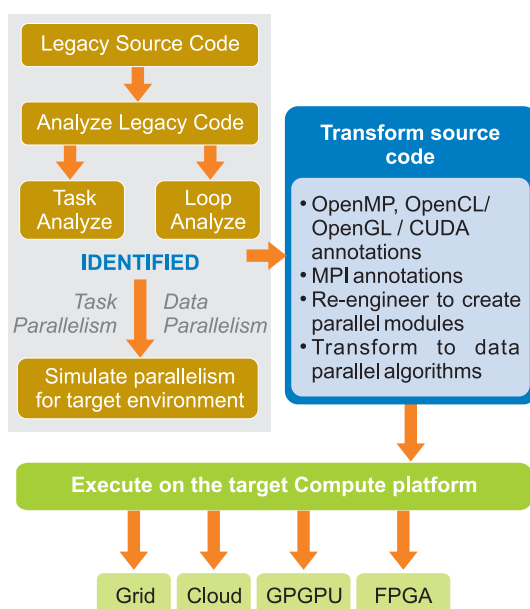 Legacy Source Code
Analyze Legacy Code
Task
Analyze
Loop
Analyze
IDENTIFIED
Task
Parallelism
Data
Parallelism
Simulate parallelism
for target environment
Transform source
code
• OpenMP, OpenCL/
OpenGL / CUDA
annotations
• MPI annotations
• Re-engineer to create
parallel modules
• Transform to data
parallel algorithms
Execute on the target Compute platform
Grid
Cloud
GPGPU
FPGA